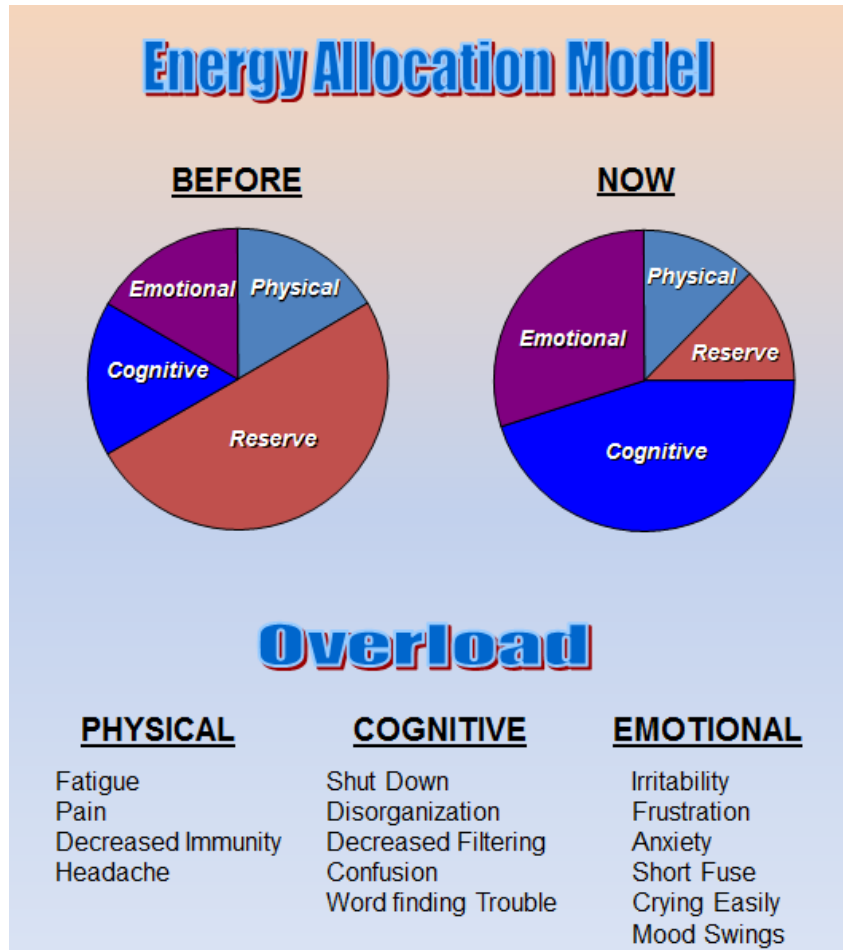 Energy Allocation Model
BEFORE
NOW
Emotional
Physical
Cognitive
Reserve
Physical
Emotional
Reserve
Cognitive
Overload
PHYSICAL
Fatigue
Pain
Decreased Immunity
Headache
COGNITIVE
Shut Down
Disorganization
Decreased Filtering
Confusion
Word finding Trouble
EMOTIONAL
Irritability
Frustration
Anxiety
Short Fuse
Crying Easily
Mood Swings